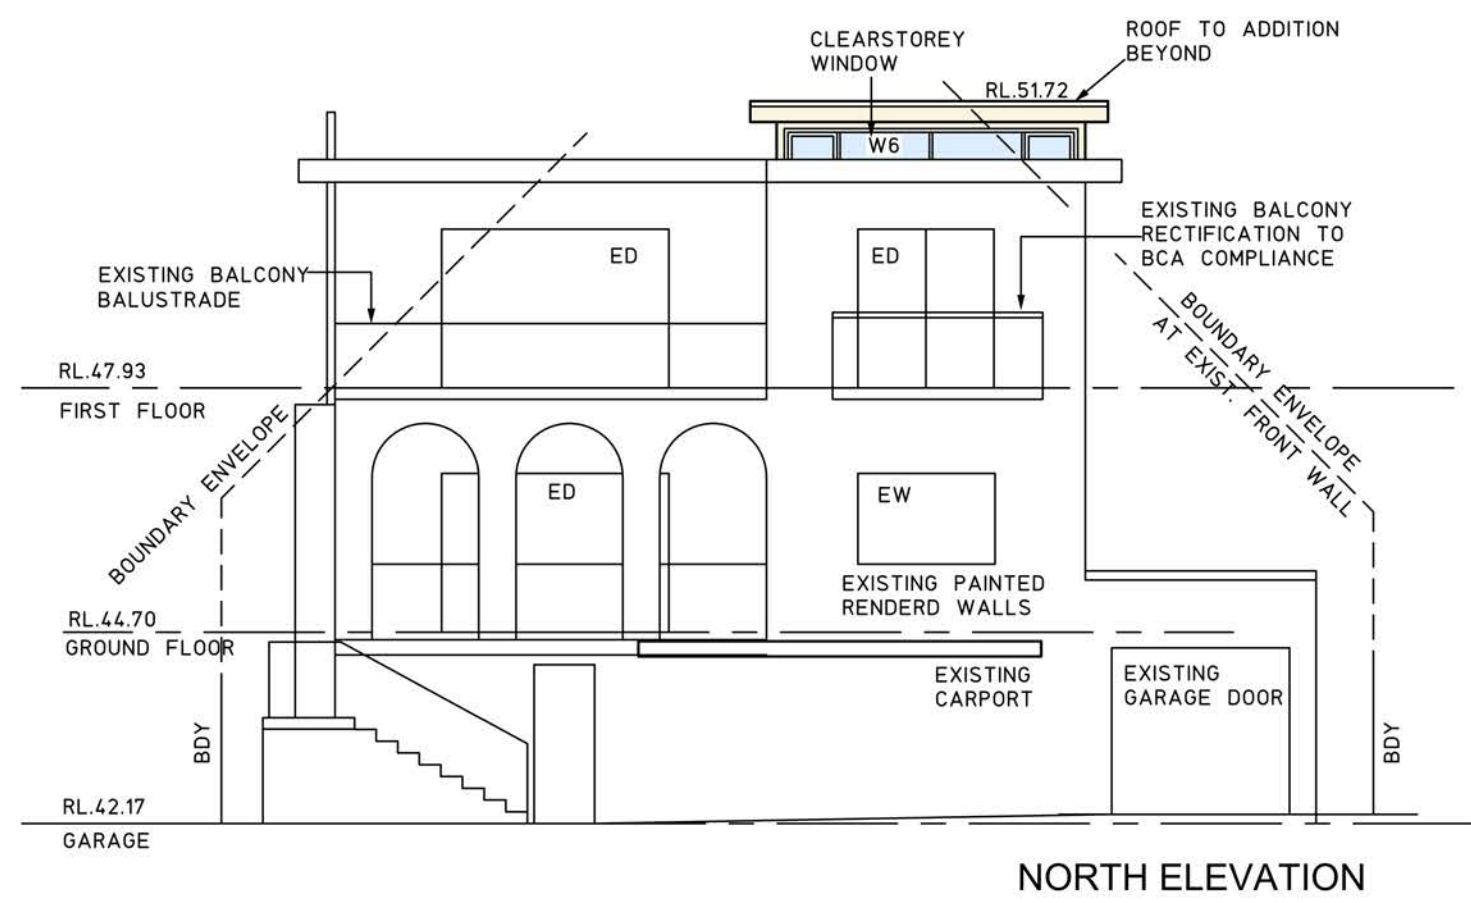 CLEARSTOREY
WINDOW
ROOF TO ADDITION
BEYOND
RL.51.72
W6
EXISTING BALCONY
RECTIFICATION TO
BCA COMPLIANCE
ED
ED
EXISTING BALCONY
BALUSTRADE
BOUNDARY ENVELOPE
AT EXIST. FRONT WALL
RL.47.93
FIRST FLOOR
BOUNDARY ENVELOPE
ED
EW
EXISTING PAINTED
RENDERD WALLS
RL.44.70
GROUND FLOOR
EXISTING
CARPORT
EXISTING
GARAGE DOOR
BDY
BDY
RL.42.17
GARAGE
NORTH ELEVATION